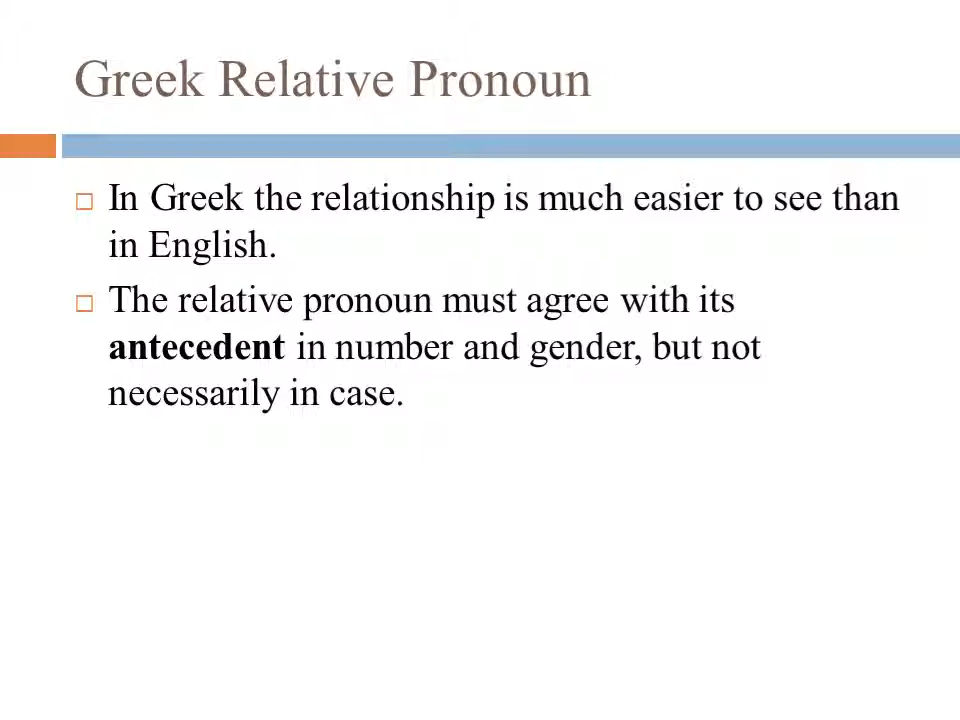 Greek Relative Pronoun
In Greek the relationship is much easier to see than
in English.
The relative pronoun must agree with its
antecedent in number and gender, but not
necessarily in case.